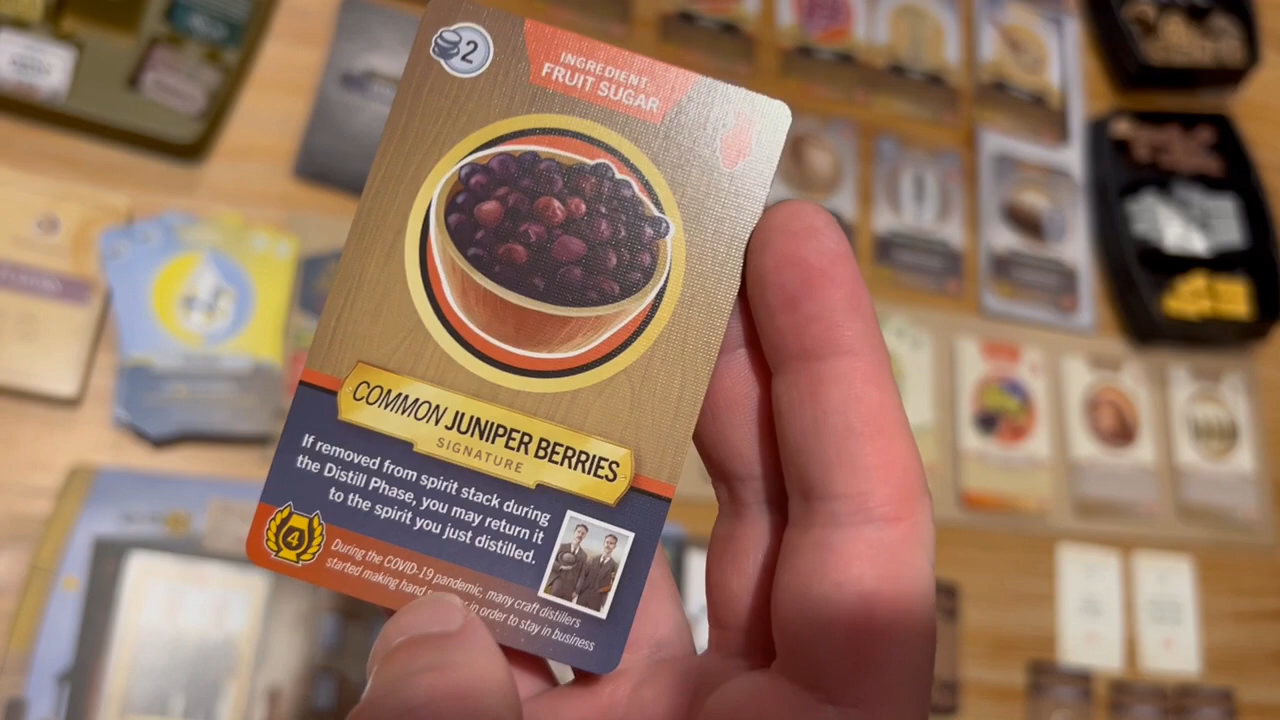 2
INGREDIENT:
FRUIT SUGAR
COMMON JUNIPER BERRIES
SIGNATURE
If removed from spirit stack during
the Distill Phase, you may return it
to the spirit you just distilled.
4
During the COVID-19 pandemic, many craft distillers
started making hand in order to stay in business